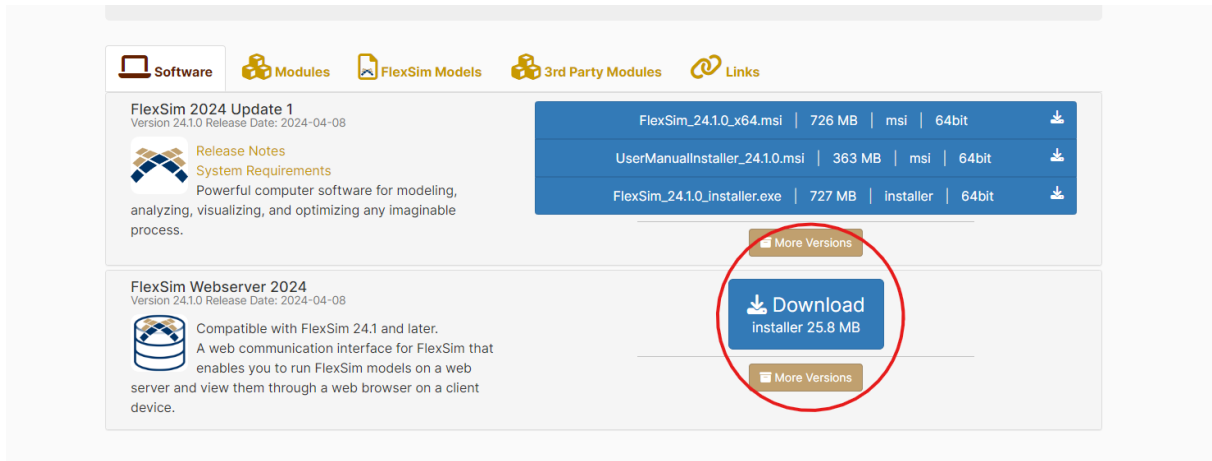 Software
Modules
FlexSim Models
3rd Party Modules
Links
FlexSim 2024 Update 1
Version 24.1.0 Release Date: 2024-04-08
Release Notes
System Requirements
Powerful computer software for modeling,
analyzing, visualizing, and optimizing any imaginable
process.
FlexSim_24.1.0_x64.msi | 726 MB | msi | 64bit
UserManualInstaller_24.1.0.msi | 363 MB | msi | 64bit
FlexSim_24.1.0_installer.exe | 727 MB | installer | 64bit
More Versions
FlexSim Webserver 2024
Version 24.1.0 Release Date: 2024-04-08
Compatible with FlexSim 24.1 and later.
A web communication interface for FlexSim that
enables you to run FlexSim models on a web
server and view them through a web browser on a client
device.
Download
installer 25.8 MB
More Versions